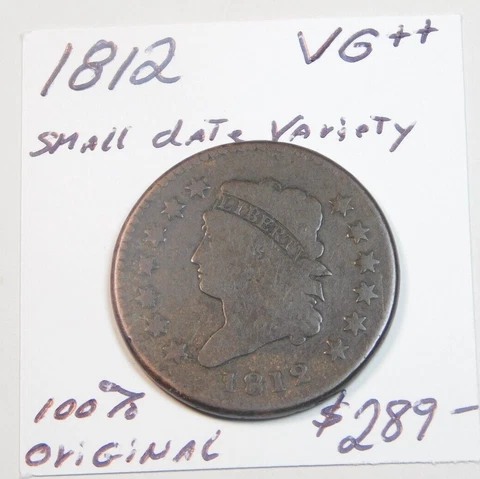 1812 VG++
SMALL dATE VARiETY
LIBERTY
1812
100%
ORiGiNAL
$289-